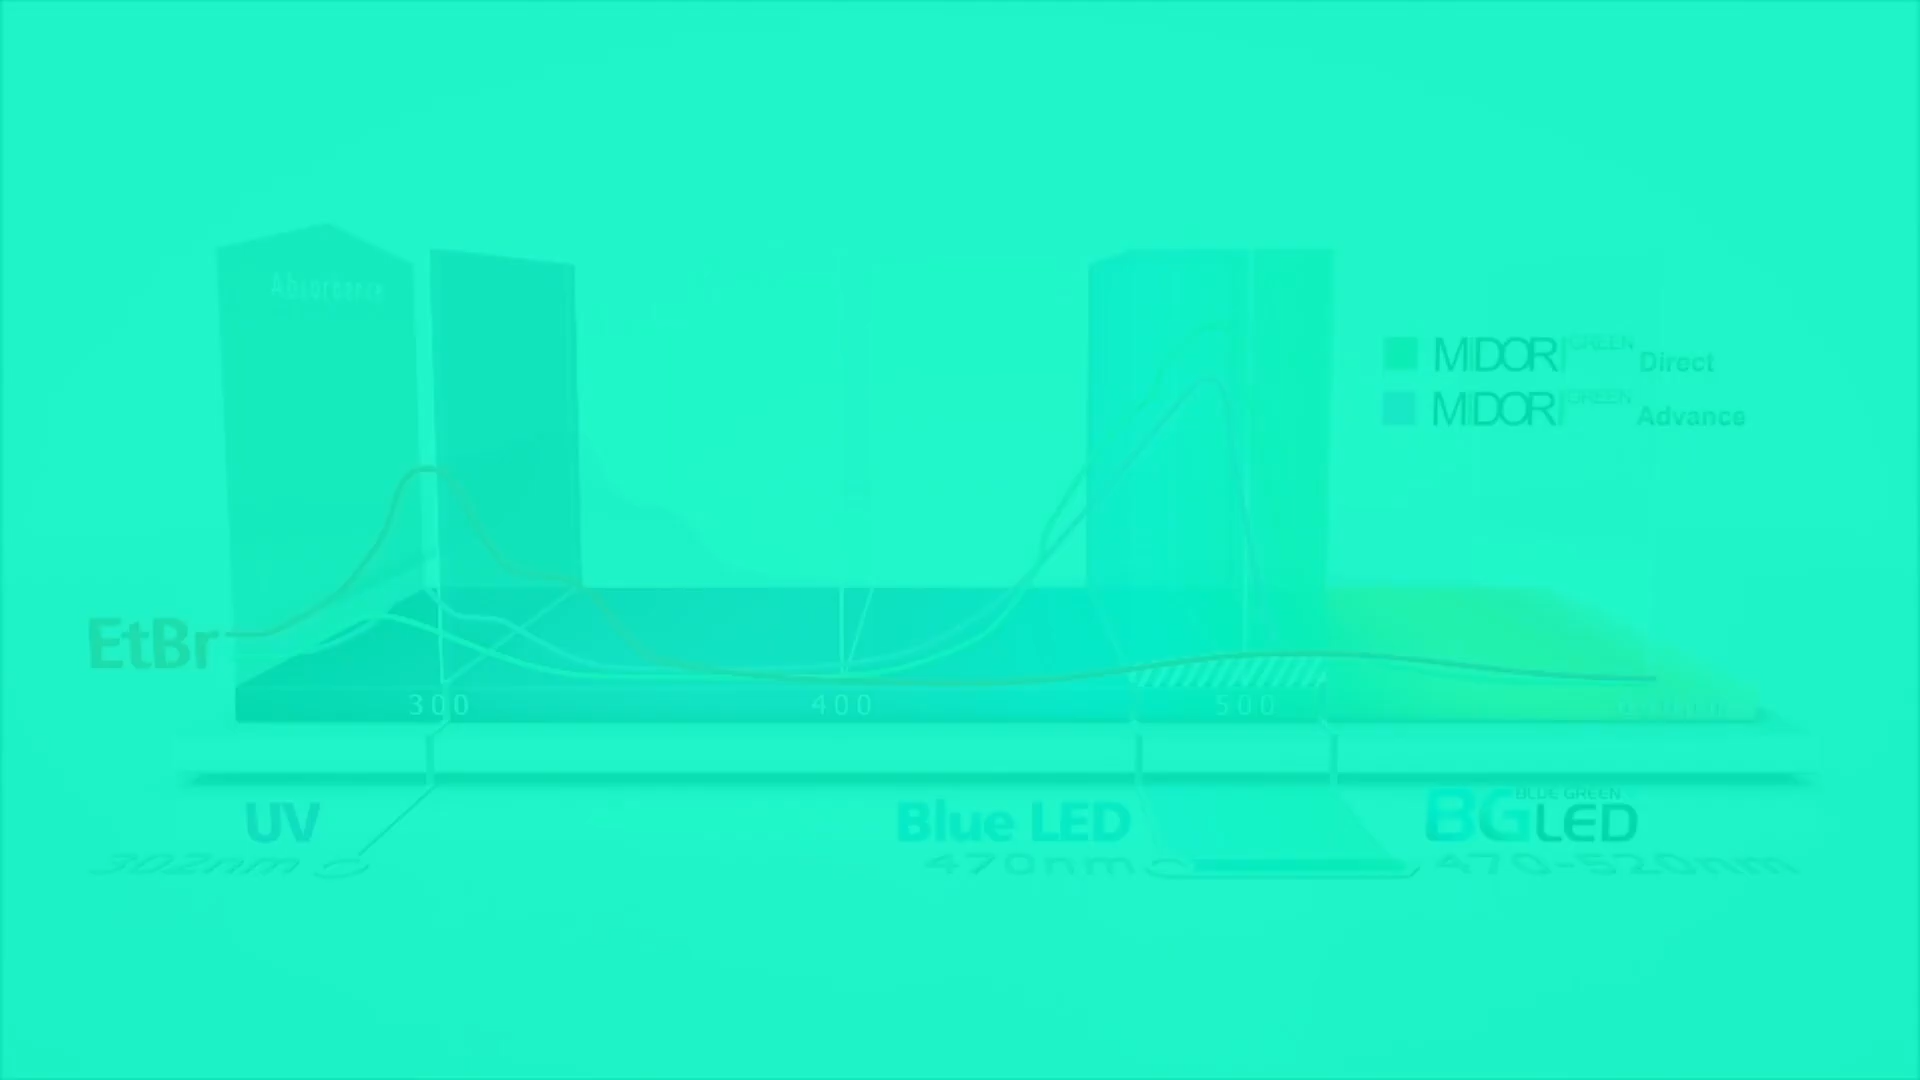 Absorbance
MIDORI GREEN Direct
MIDORI GREEN Advance
EtBr
300 400 500
UV
302nm
Blue LED
470nm
BG BLUE GREEN LED
470-520nm